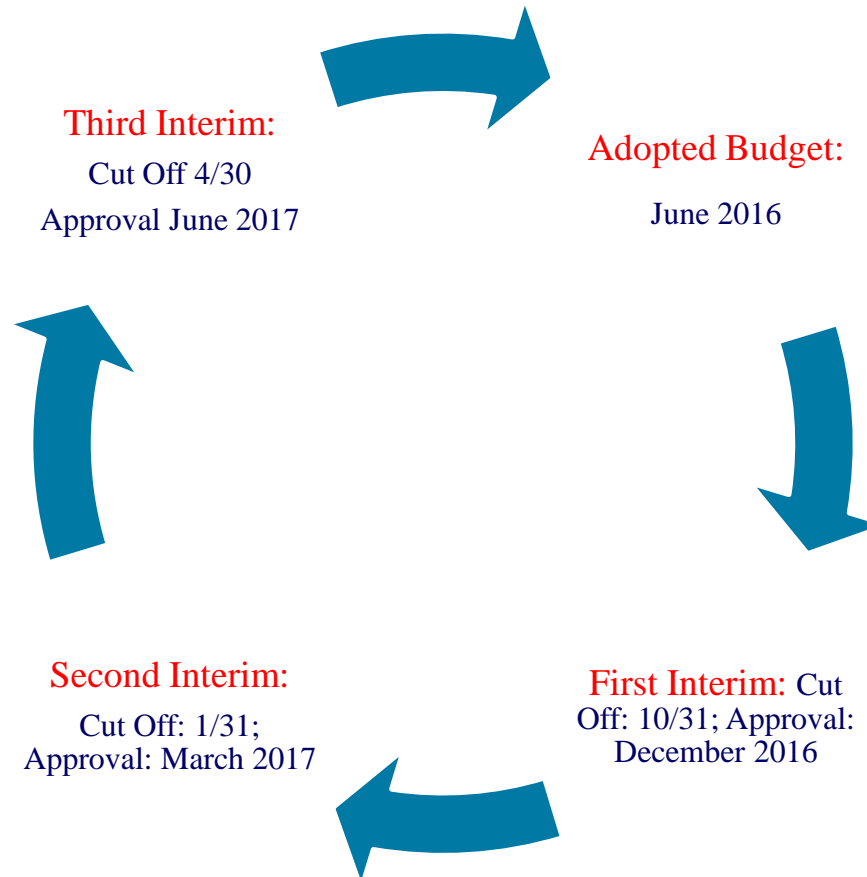 Third Interim:
Cut Off 4/30
Approval June 2017
Adopted Budget:
June 2016
Second Interim:
Cut Off: 1/31;
Approval: March 2017
First Interim: Cut
Off: 10/31; Approval:
December 2016